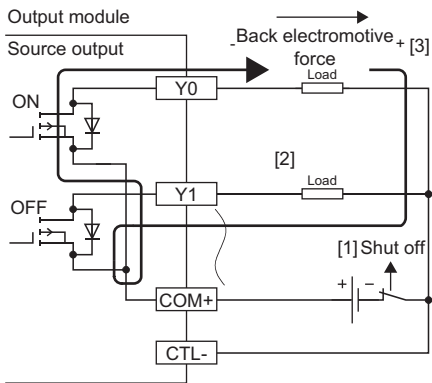 Output module
Source output
- Back electromotive force + [3]
Load
ON
Y0
[2]
Load
OFF
Y1
[1] Shut off
+ −
COM+
CTL-